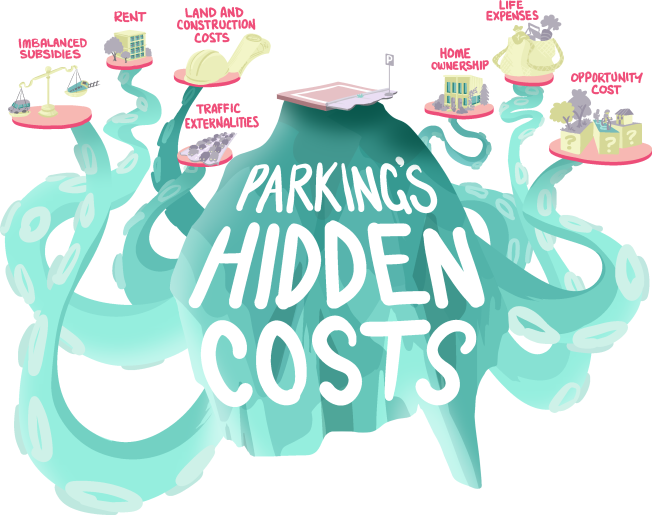 IMBALANCED
SUBSIDIES
RENT
LAND AND
CONSTRUCTION
COSTS
TRAFFIC
EXTERNALITIES
HOME
OWNERSHIP
LIFE
EXPENSES
OPPORTUNITY
COST
P
? ? ?
PARKING'S
HIDDEN
COSTS